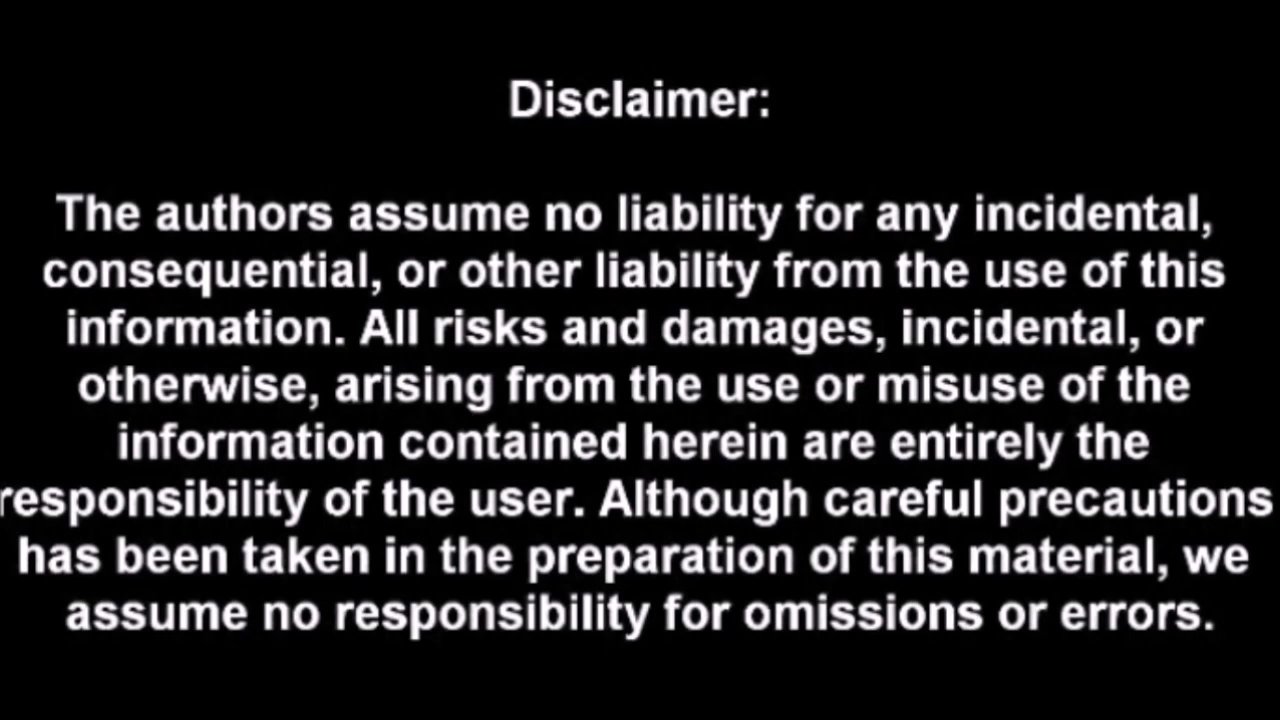 Disclaimer:
The authors assume no liability for any incidental,
consequential, or other liability from the use of this
information. All risks and damages, incidental, or
otherwise, arising from the use or misuse of the
information contained herein are entirely the
responsibility of the user. Although careful precautions
has been taken in the preparation of this material, we
assume no responsibility for omissions or errors.